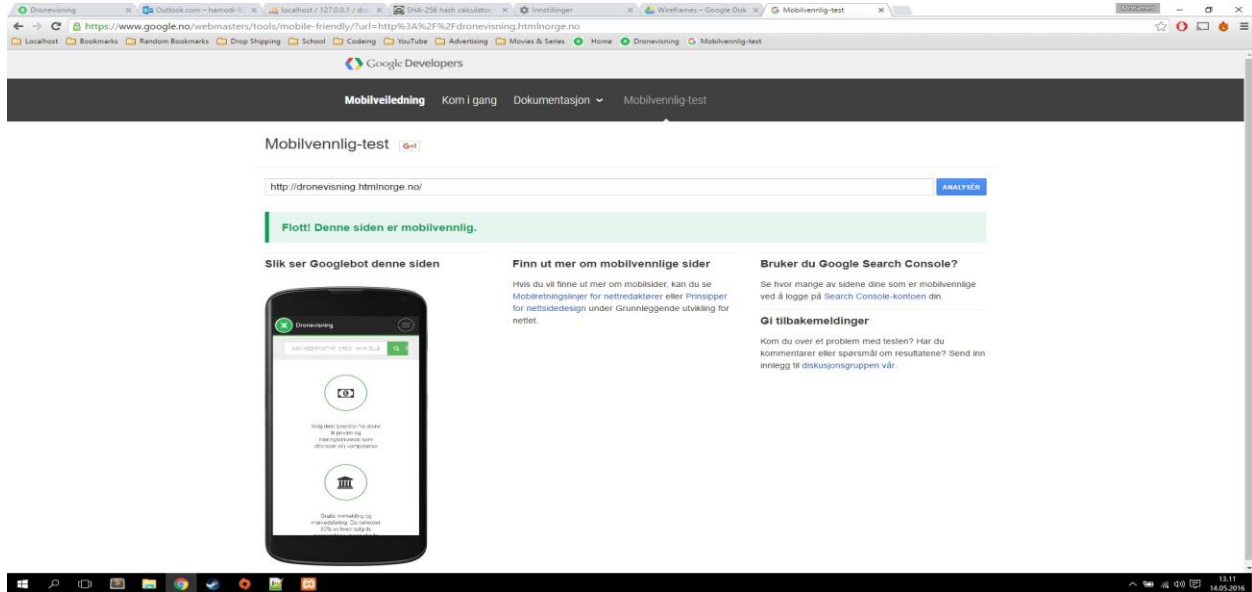 Dronevisning
Outlook.com – hamodi-
localhost / 127.0.0.1 / dro
SHA-256 hash calculator
Innstillinger
Wireframes – Google Disk
Mobilvennlig-test
https://www.google.no/webmasters/tools/mobile-friendly/?url=http%3A%2F%2Fdronevisning.htmlnorge.no
Localhost Bookmarks Random Bookmarks Drop Shipping School Codeing YouTube Advertising Movies & Series Home Dronevisning Mobilvennlig-test
Google Developers
Mobilveiledning Kom i gang Dokumentasjon Mobilvennlig-test
Mobilvennlig-test G+1
http://dronevisning.htmlnorge.no/ ANALYSÉR
Flott! Denne siden er mobilvennlig.
Slik ser Googlebot denne siden
Dronevisning
Finn ut mer om mobilvennlige sider
Hvis du vil finne ut mer om mobilsider, kan du se
Mobilretningslinjer for nettredaktører eller Prinsipper
for nettsidedesign under Grunnleggende utvikling for
nettet.
Bruker du Google Search Console?
Se hvor mange av sidene dine som er mobilvennlige
ved å logge på Search Console-kontoen din.
Gi tilbakemeldinger
Kom du over et problem med testen? Har du
kommentarer eller spørsmål om resultatene? Send inn
innlegg til diskusjonsgruppen vår.
13.11
14.05.2016